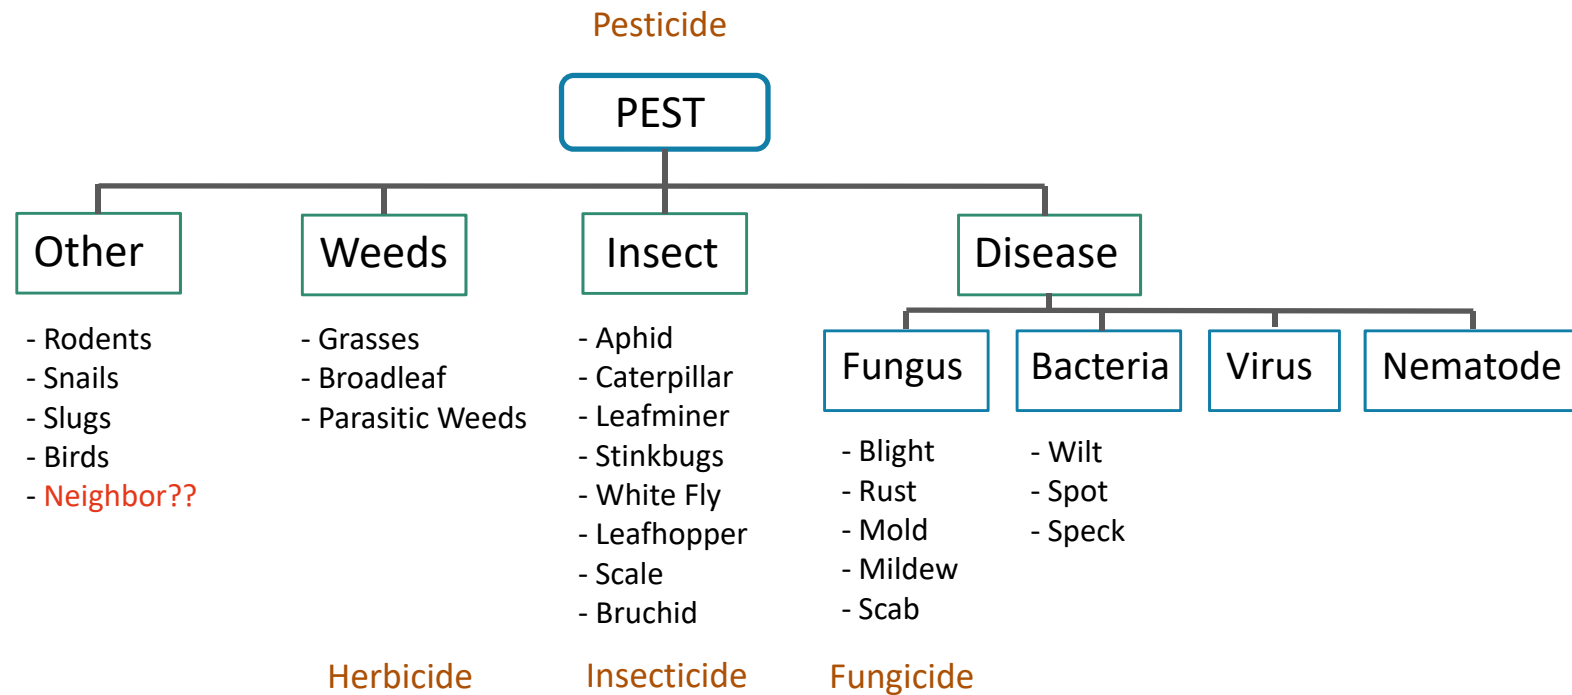 Pesticide
PEST
Other
Weeds
Insect
Disease
- Rodents
- Snails
- Slugs
- Birds
- Neighbor??
- Grasses
- Broadleaf
- Parasitic Weeds
- Aphid
- Caterpillar
- Leafminer
- Stinkbugs
- White Fly
- Leafhopper
- Scale
- Bruchid
Fungus
Bacteria
Virus
Nematode
- Blight
- Rust
- Mold
- Mildew
- Scab
- Wilt
- Spot
- Speck
Herbicide
Insecticide
Fungicide